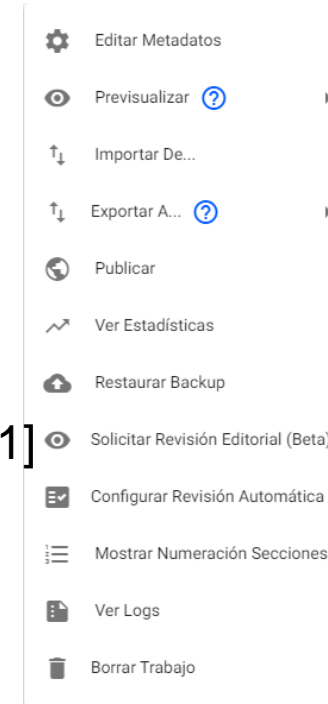 Editar Metadatos
Previsualizar ?
Importar De...
Exportar A... ?
Publicar
Ver Estadísticas
Restaurar Backup
1] Solicitar Revisión Editorial (Beta)
Configurar Revisión Automática
Mostrar Numeración Secciones
Ver Logs
Borrar Trabajo